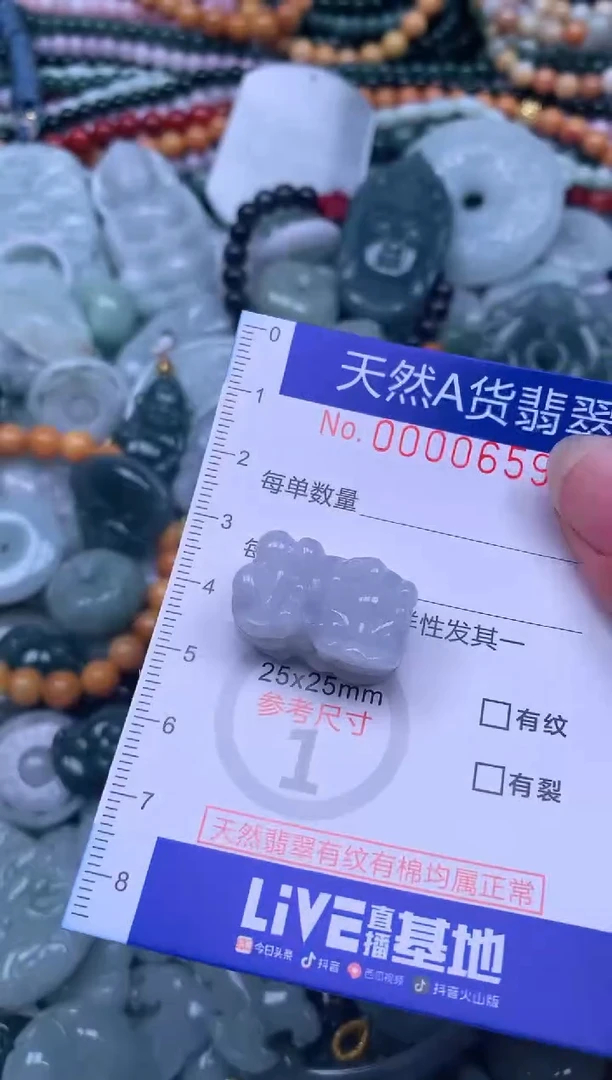 0
天然A货翡翠
1
No. 0000659
2
每单数量
3
每
4
性发其一
5
25x25mm
参考尺寸
6
1
有纹
有裂
7
天然翡翠有纹有棉均属正常
8
LiVE直播基地
今日头条 抖音 西瓜视频 抖音火山版